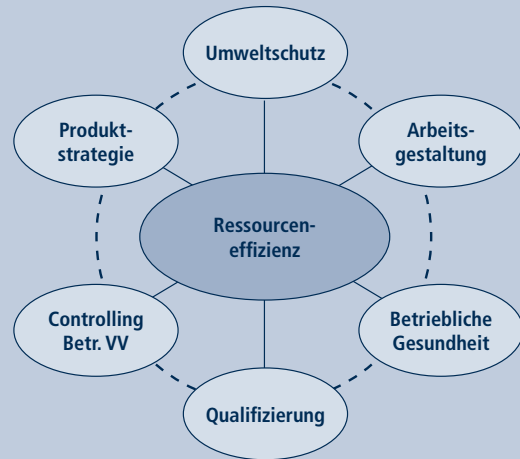 Umweltschutz
Produkt-
strategie
Arbeits-
gestaltung
Ressourcen-
effizienz
Controlling
Betr. VV
Betriebliche
Gesundheit
Qualifizierung